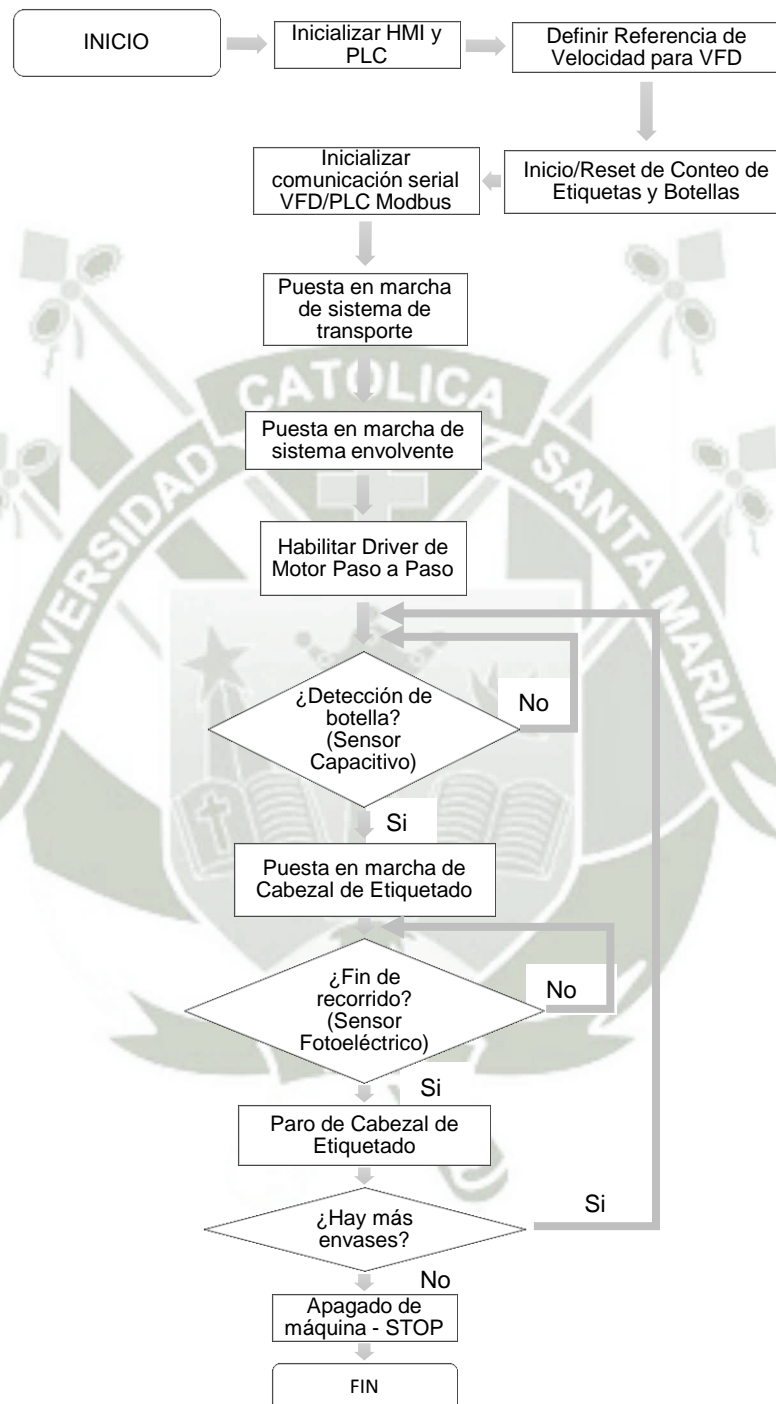 INICIO
Inicializar HMI y
PLC
Definir Referencia de
Velocidad para VFD
Inicio/Reset de Conteo de
Etiquetas y Botellas
Inicializar
comunicación serial
VFD/PLC Modbus
Puesta en marcha
de sistema de
transporte
Puesta en marcha de
sistema envolvente
Habilitar Driver de
Motor Paso a Paso
¿Detección de
botella?
(Sensor
Capacitivo)
No
Si
Puesta en marcha de
Cabezal de Etiquetado
¿Fin de
recorrido?
(Sensor
Fotoeléctrico)
No
Si
Paro de Cabezal de
Etiquetado
¿Hay más
envases?
Si
No
Apagado de
máquina - STOP
FIN
UNIVERSIDAD CATOLICA SANTA MARIA